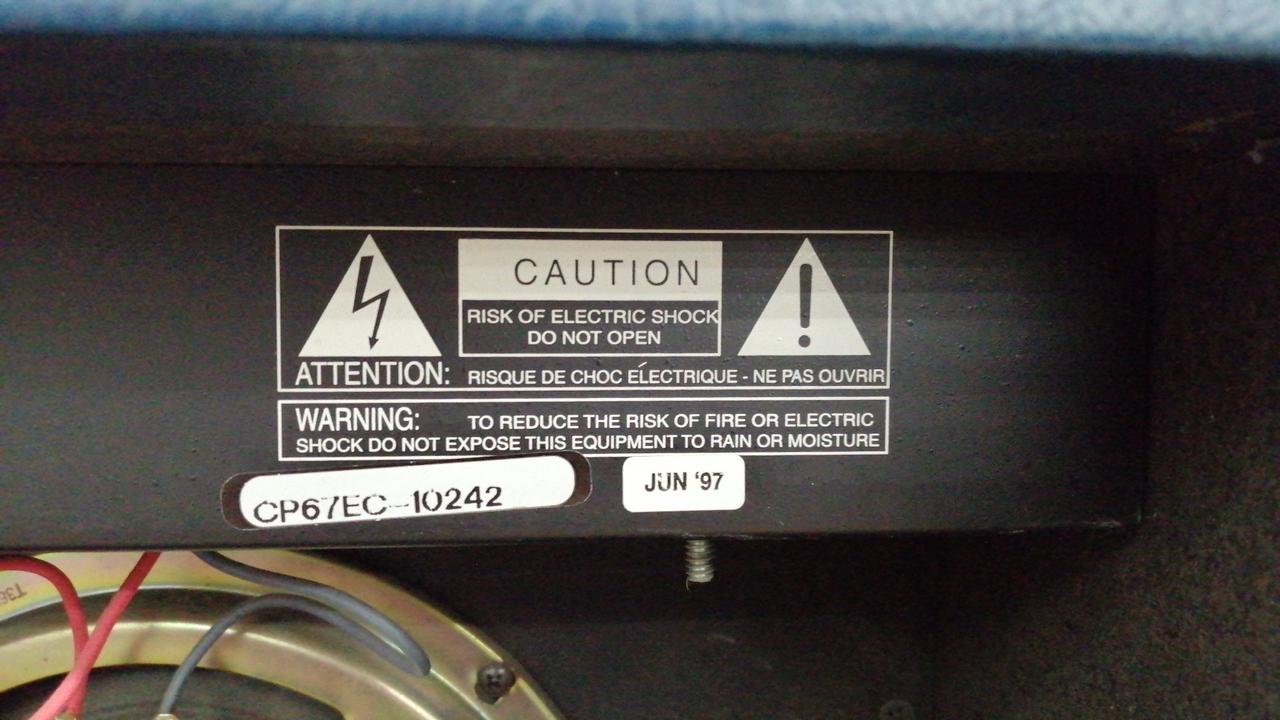 CAUTION
RISK OF ELECTRIC SHOCK
DO NOT OPEN
ATTENTION: RISQUE DE CHOC ÉLECTRIQUE - NE PAS OUVRIR
WARNING: TO REDUCE THE RISK OF FIRE OR ELECTRIC
SHOCK DO NOT EXPOSE THIS EQUIPMENT TO RAIN OR MOISTURE
CP67EC-10242
JUN '97